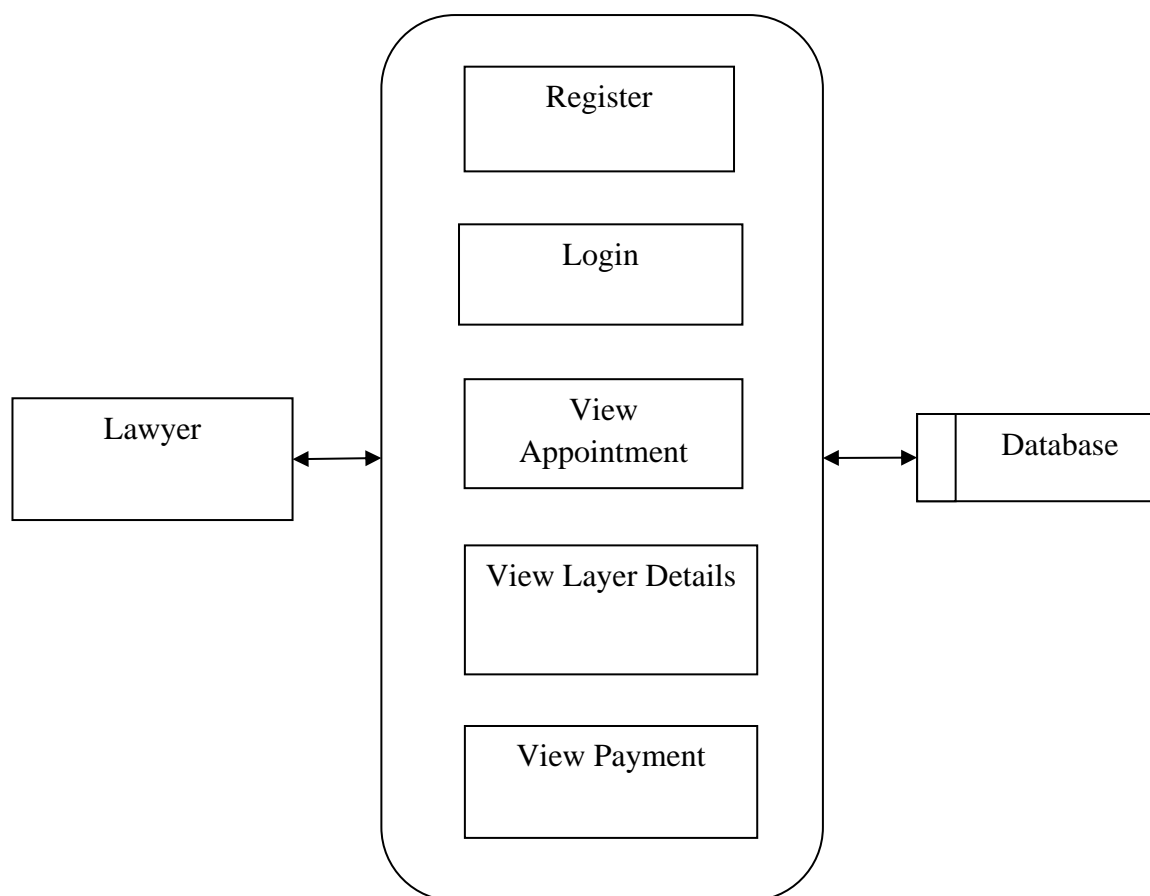 Register
Login
Lawyer
View
Appointment
Database
View Layer Details
View Payment